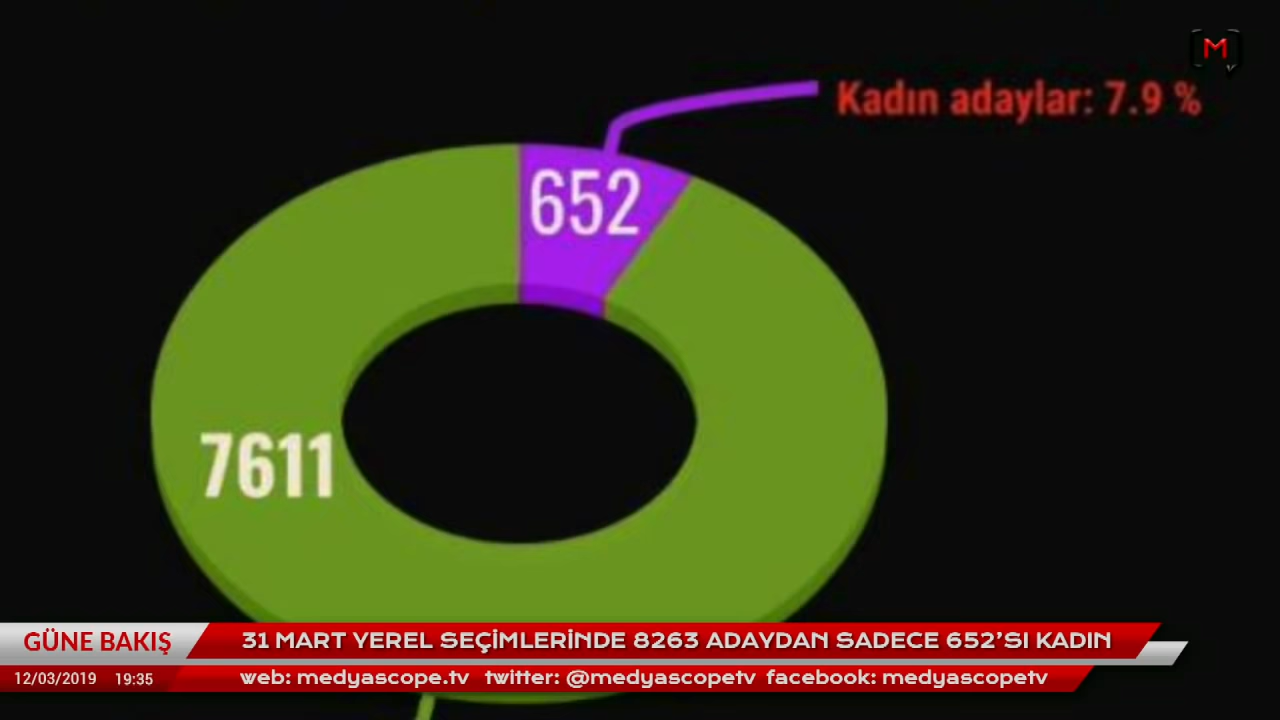 M
Kadın adaylar: 7.9 %
652
7611
GÜNE BAKIŞ
31 MART YEREL SEÇİMLERİNDE 8263 ADAYDAN SADECE 652'SI KADIN
12/03/2019 19:35
web: medyascope.tv twitter: @medyascopetv facebook: medyascopetv